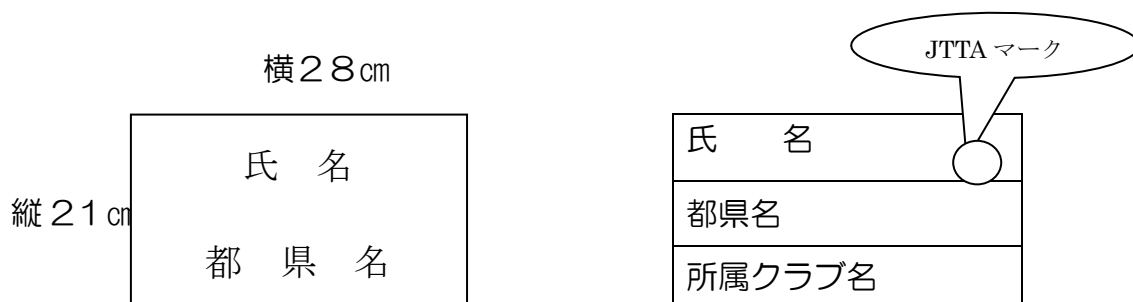 横２８㎝
縦２１㎝
氏　名
都　県　名
JTTA マーク
氏　　名
都県名
所属クラブ名